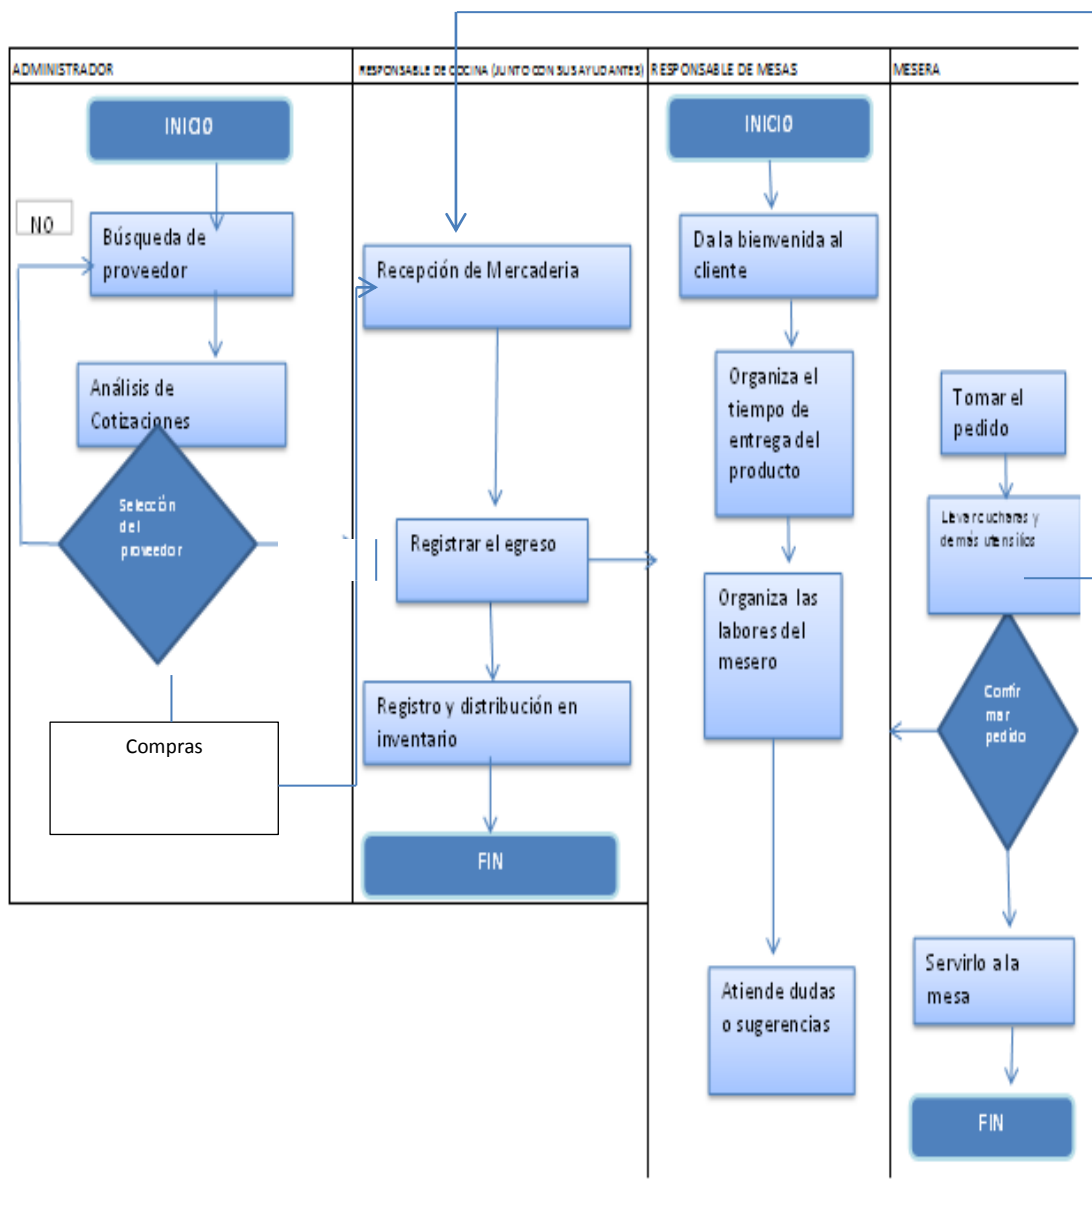 ADMINISTRADOR
RESPONSABLE DE COCINA (JUNTO CON SUS AYUDANTES)
RESPONSABLE DE MESAS
MESERA
INICIO
NO
Búsqueda de
proveedor
Análisis de
Cotizaciones
Selección
del
proveedor
Compras
Recepción de Mercaderia
Registrar el egreso
Registro y distribución en
inventario
FIN
INICIO
Da la bienvenida al
cliente
Organiza el
tiempo de
entrega del
producto
Organiza las
labores del
mesero
Atiende dudas
o sugerencias
Tomar el
pedido
Llevar cucharas y
demás utensilios
Confir
mar
pedido
Servirlo a la
mesa
FIN